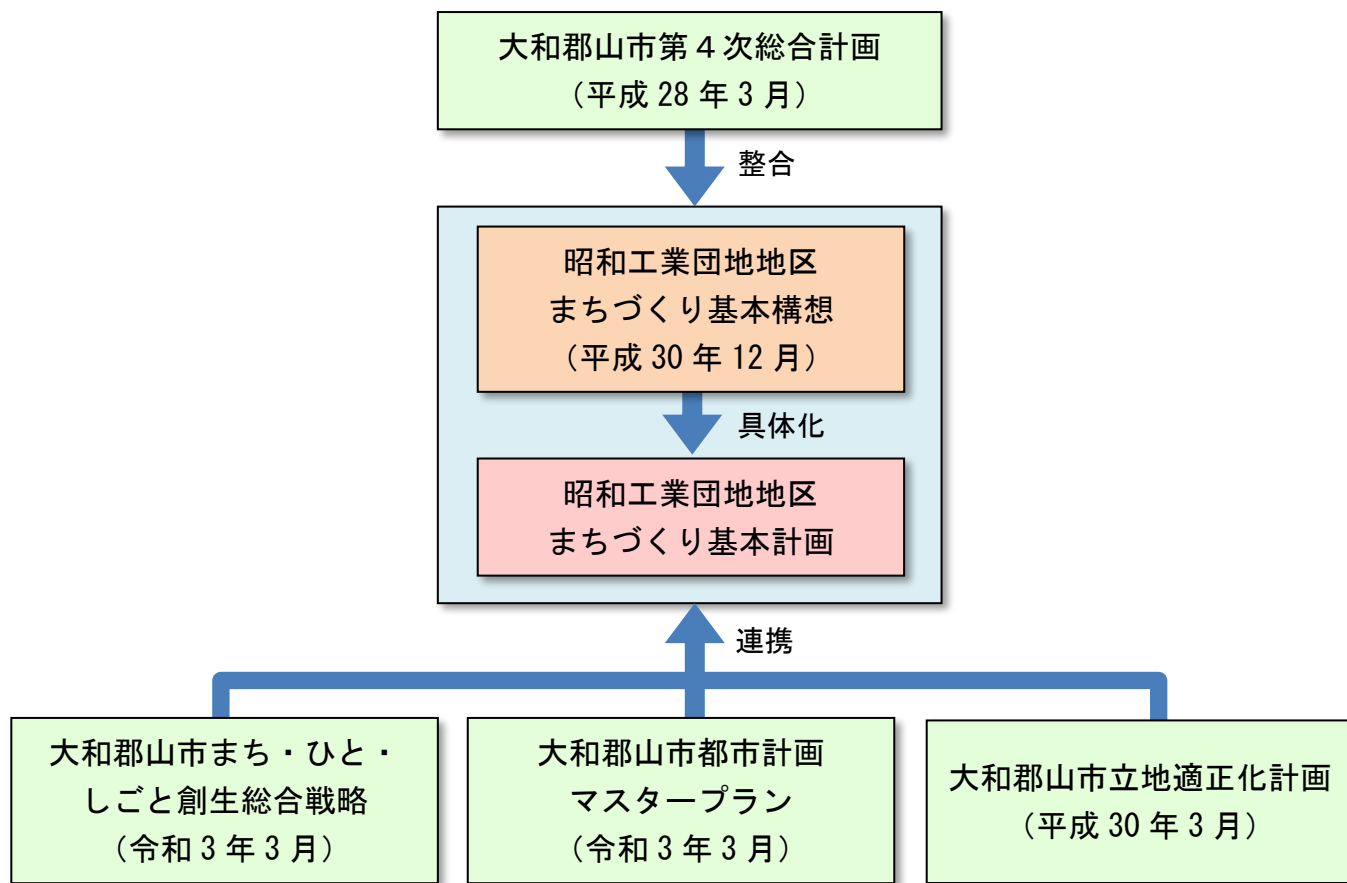 大和郡山市第４次総合計画
（平成 28 年 3 月）
整合
昭和工業団地地区
まちづくり基本構想
（平成 30 年 12 月）
具体化
昭和工業団地地区
まちづくり基本計画
連携
大和郡山市まち・ひと・
しごと創生総合戦略
（令和 3 年 3 月）
大和郡山市都市計画
マスタープラン
（令和 3 年 3 月）
大和郡山市立地適正化計画
（平成 30 年 3 月）